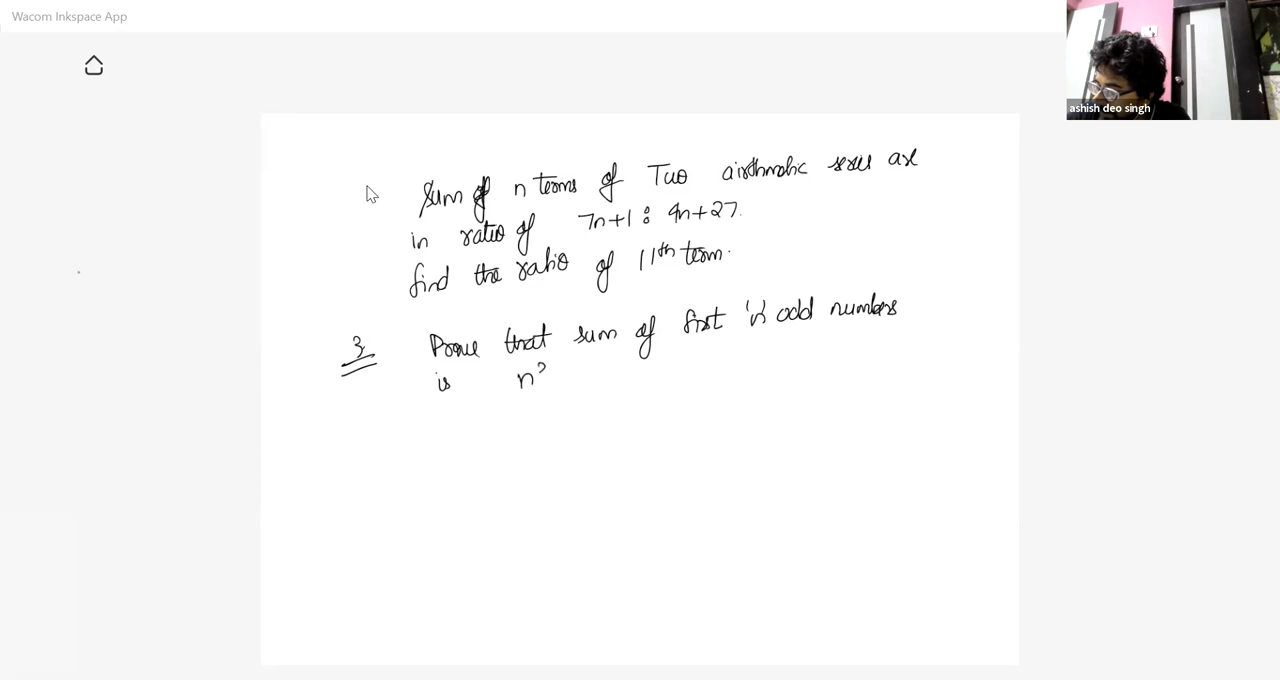 Wacom Inkspace App
ashish deo singh
Sum of n terms of Two airthmatic series are
in ratio of 7n+1 : 4n+27.
find the ratio of 11th term.
3 Prove that sum of first 'n' odd numbers
is n²